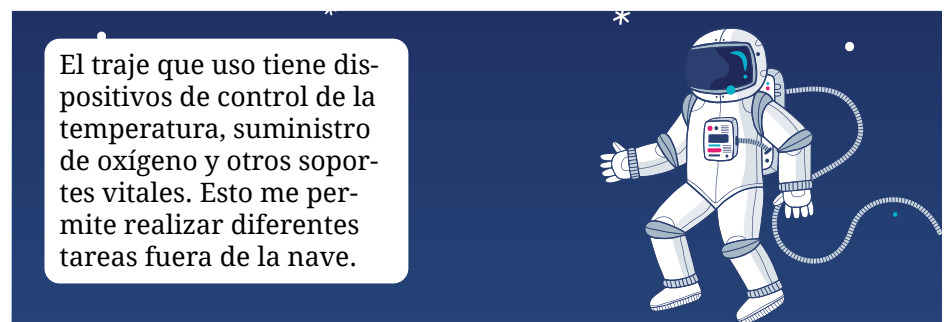 El traje que uso tiene dis-
positivos de control de la
temperatura, suministro
de oxígeno y otros sopor-
tes vitales. Esto me per-
mite realizar diferentes
tareas fuera de la nave.